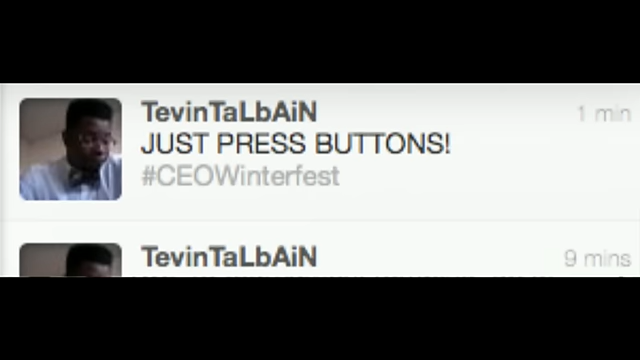 TevinTaLbAiN 1 min
JUST PRESS BUTTONS!
#CEOWinterfest
TevinTaLbAiN 9 mins